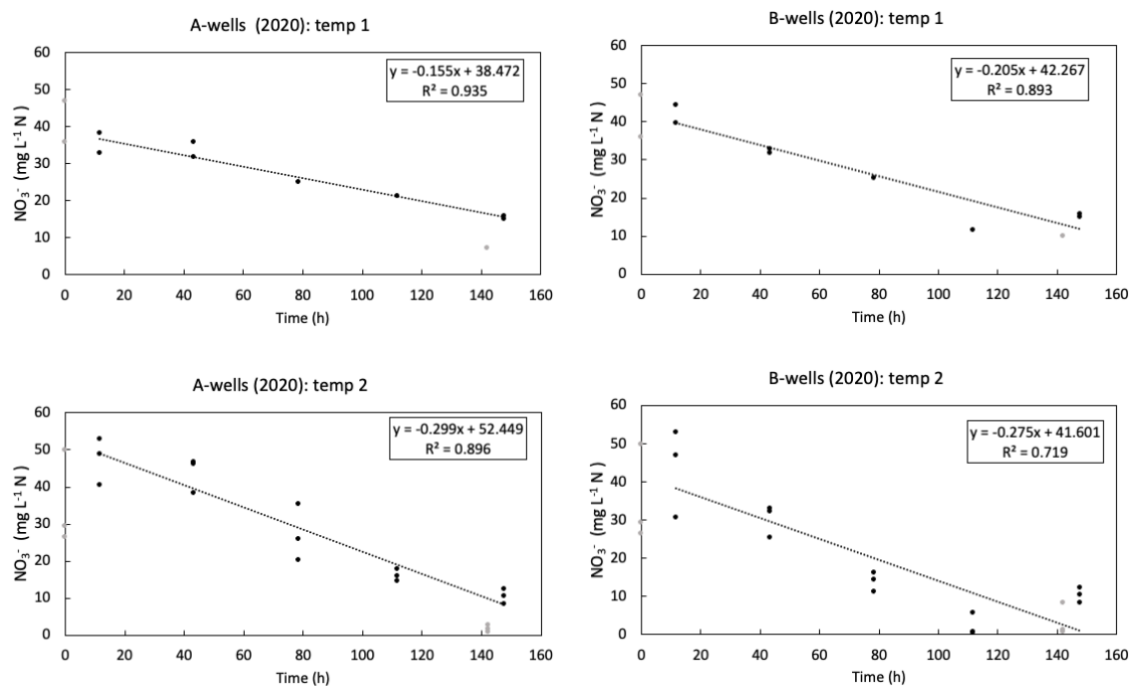 A-wells (2020): temp 1
y = -0.155x + 38.472
R² = 0.935
NO₃⁻ (mg L⁻¹ N )
60
50
40
30
20
10
0
0 20 40 60 80 100 120 140 160
Time (h)
B-wells (2020): temp 1
y = -0.205x + 42.267
R² = 0.893
NO₃⁻ (mg L⁻¹ N )
60
50
40
30
20
10
0
0 20 40 60 80 100 120 140 160
Time (h)
A-wells (2020): temp 2
y = -0.299x + 52.449
R² = 0.896
NO₃⁻ (mg L⁻¹ N )
60
50
40
30
20
10
0
0 20 40 60 80 100 120 140 160
Time (h)
B-wells (2020): temp 2
y = -0.275x + 41.601
R² = 0.719
NO₃⁻ (mg L⁻¹ N )
60
50
40
30
20
10
0
0 20 40 60 80 100 120 140 160
Time (h)